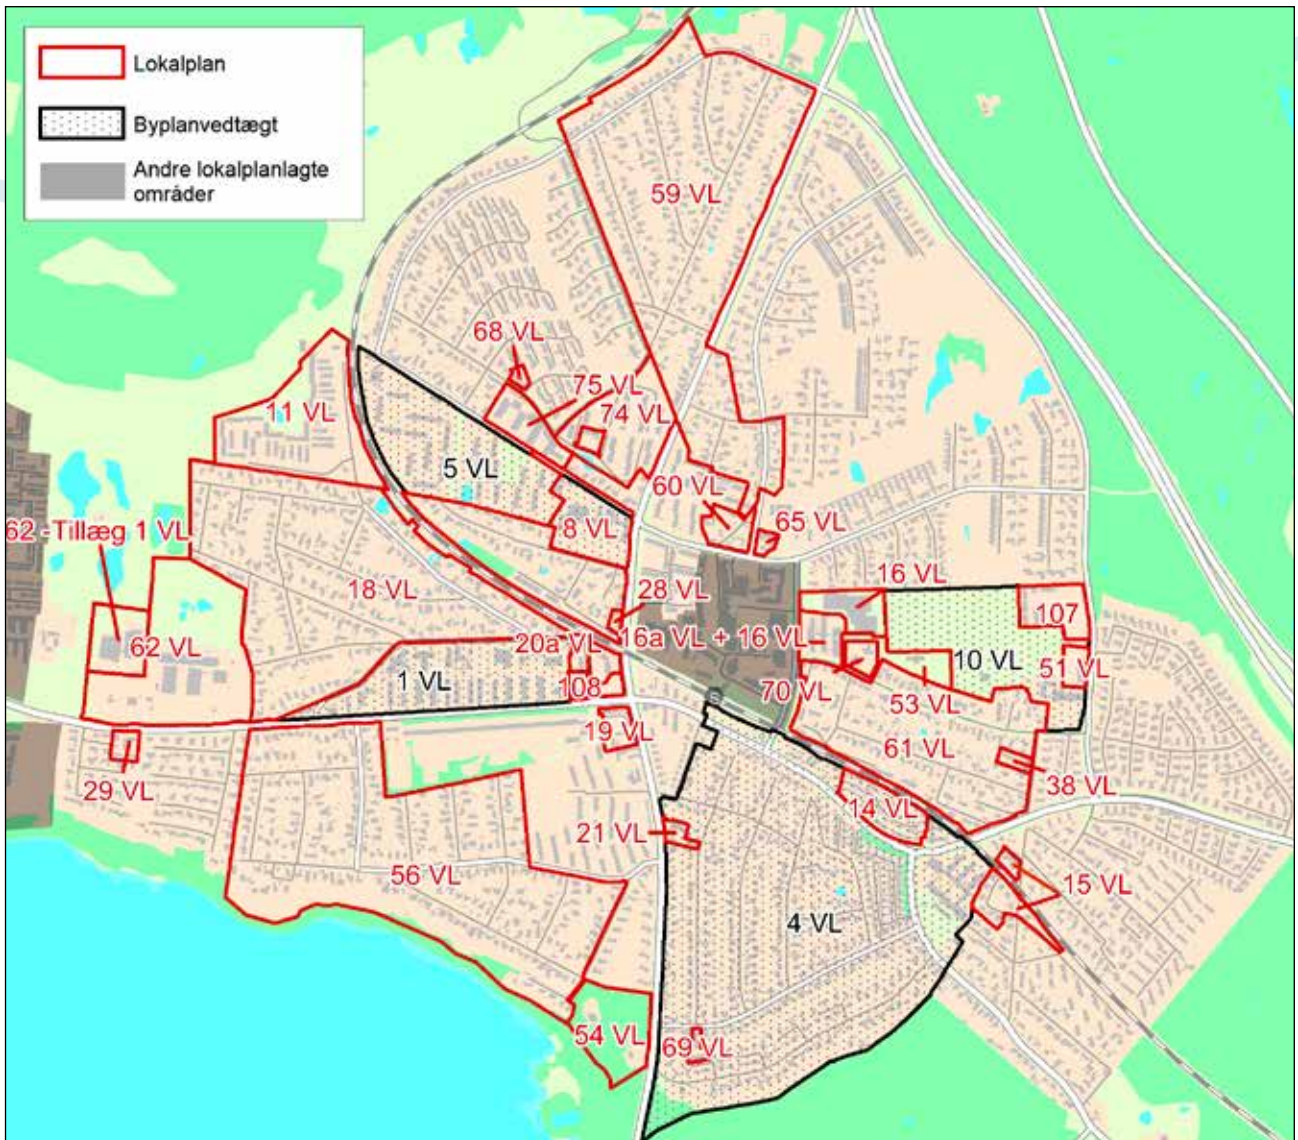 Lokalplan
Byplanvedtægt
Andre lokalplanlagte
områder
59 VL
68 VL
75 VL
74 VL
11 VL
5 VL
60 VL
65 VL
8 VL
62 -Tillæg 1 VL
18 VL
28 VL
16 VL
107
20a VL
16a VL + 16 VL
62 VL
10 VL
51 VL
1 VL
108
70 VL
53 VL
19 VL
61 VL
29 VL
38 VL
14 VL
21 VL
56 VL
15 VL
4 VL
54 VL
69 VL